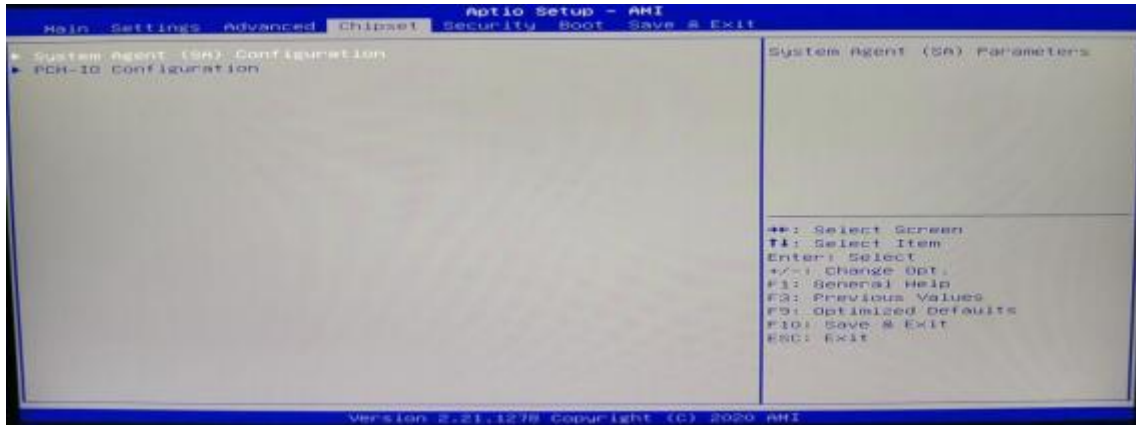 Aptio Setup - AMI
Main Settings Advanced Chipset Security Boot Save & Exit
► System Agent (SA) Configuration
► PCH-IO Configuration
System Agent (SA) Parameters
→←: Select Screen
↑↓: Select Item
Enter: Select
+/-: Change Opt.
F1: General Help
F3: Previous Values
F9: Optimized Defaults
F10: Save & Exit
ESC: Exit
Version 2.21.1278 Copyright (C) 2020 AMI